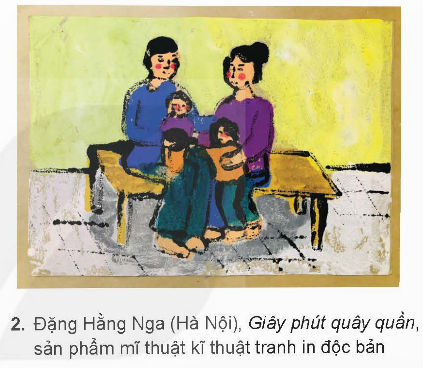 2. Đặng Hằng Nga (Hà Nội), Giây phút quây quần,
sản phẩm mĩ thuật kĩ thuật tranh in độc bản